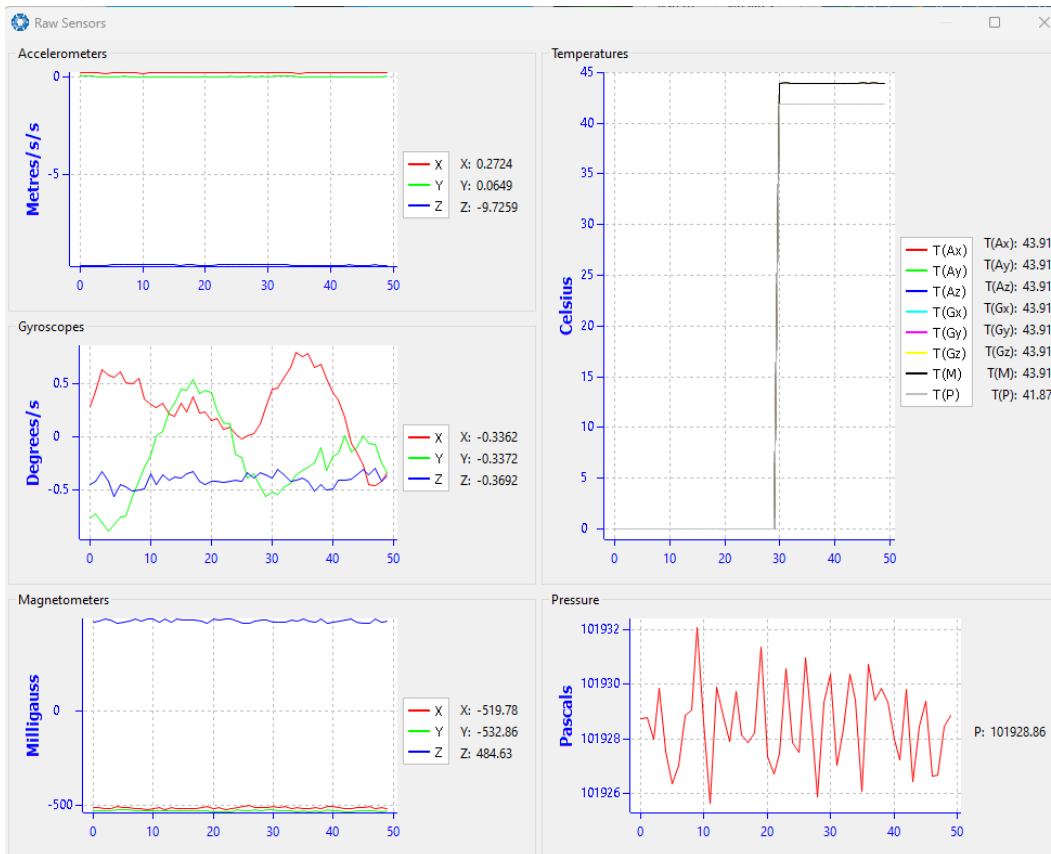 Raw Sensors
Accelerometers
Metres/s/s
0
-5
0 10 20 30 40 50
X X: 0.2724
Y Y: 0.0649
Z Z: -9.7259
Gyroscopes
Degrees/s
0.5
0
-0.5
0 10 20 30 40 50
X X: -0.3362
Y Y: -0.3372
Z Z: -0.3692
Magnetometers
Milligauss
0
-500
0 10 20 30 40 50
X X: -519.78
Y Y: -532.86
Z Z: 484.63
Temperatures
Celsius
45
40
35
30
25
20
15
10
5
0
0 10 20 30 40 50
T(Ax) T(Ax): 43.91
T(Ay) T(Ay): 43.91
T(Az) T(Az): 43.91
T(Gx) T(Gx): 43.91
T(Gy) T(Gy): 43.91
T(Gz) T(Gz): 43.91
T(M) T(M): 43.91
T(P) T(P): 41.87
Pressure
Pascals
101932
101930
101928
101926
0 10 20 30 40 50
P: 101928.86